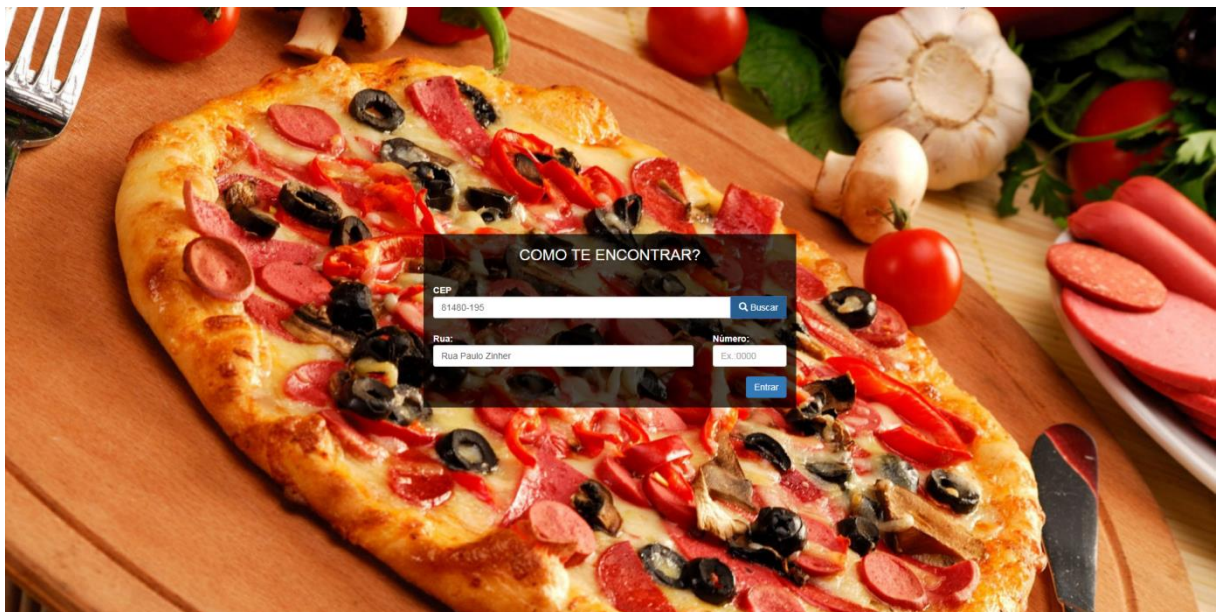 COMO TE ENCONTRAR?
CEP
81480-195
Buscar
Rua: Número:
Rua Paulo Zinher Ex. 0000
Entrar